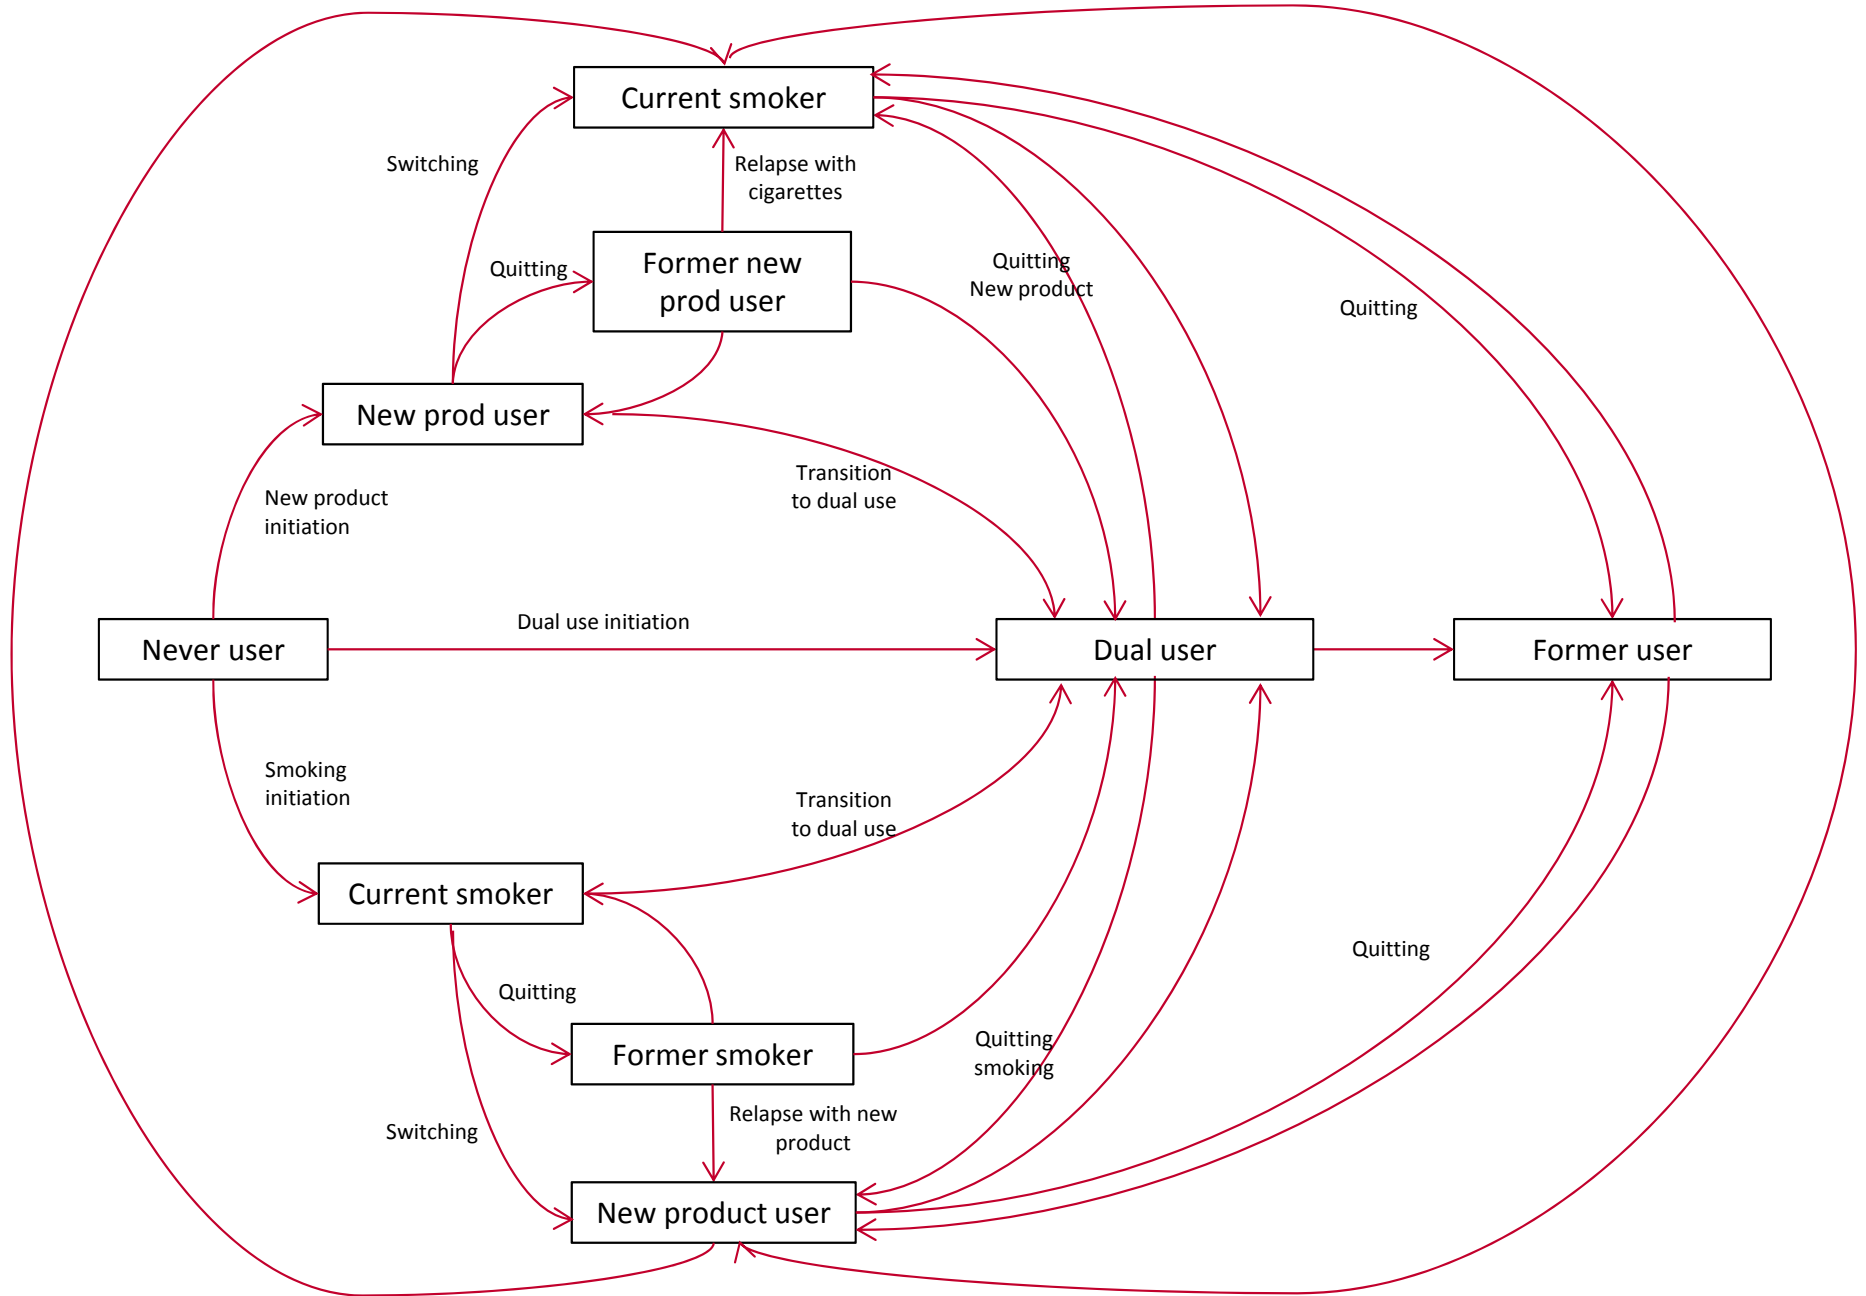 Current smoker
Switching
Relapse with
cigarettes
Quitting
Former new
prod user
Quitting
New product
Quitting
New prod user
Transition
to dual use
New product
initiation
Dual use initiation
Never user
Dual user
Former user
Smoking
initiation
Transition
to dual use
Current smoker
Quitting
Quitting
Former smoker
Quitting
smoking
Relapse with new
product
Switching
New product user